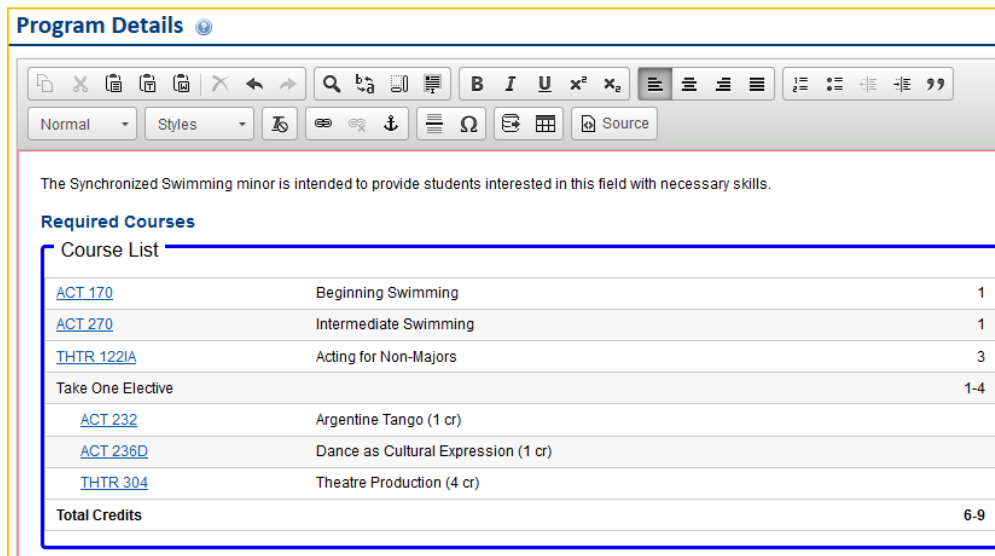 Program Details
B I U x² x₂
Normal Styles Source
The Synchronized Swimming minor is intended to provide students interested in this field with necessary skills.
Required Courses
Course List
ACT 170 Beginning Swimming 1
ACT 270 Intermediate Swimming 1
THTR 122IA Acting for Non-Majors 3
Take One Elective 1-4
ACT 232 Argentine Tango (1 cr)
ACT 236D Dance as Cultural Expression (1 cr)
THTR 304 Theatre Production (4 cr)
Total Credits 6-9